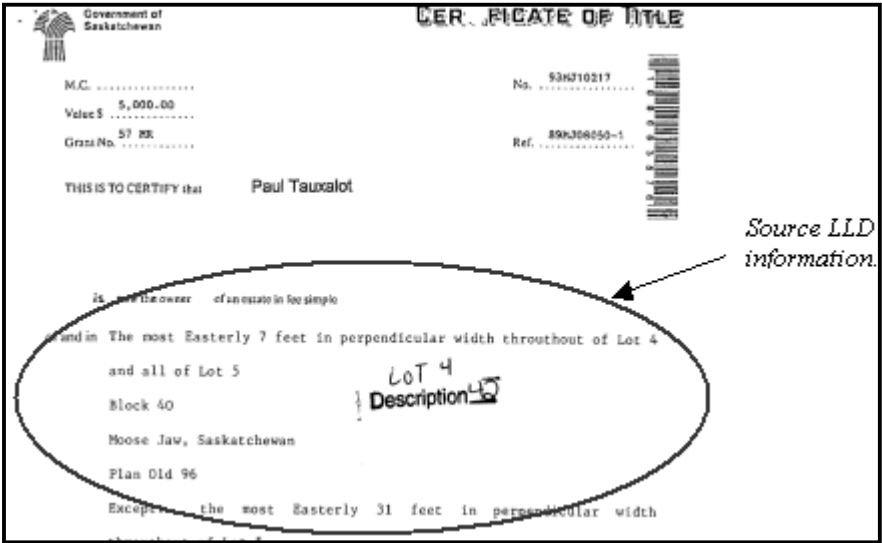 Government of
Saskatchewan
CER. FICATE OF TITLE
M.C. ..................
Value $ 5,000.00
Grant No. 57 MR
No. 93MJ10217
Ref. 89MJ06050-1
THIS IS TO CERTIFY that Paul Tauxalot
Source LLD
information.
is the owner of an estate in fee simple
and in The most Easterly 7 feet in perpendicular width throuthout of Lot 4
and all of Lot 5
LOT 4
Block 40
Description 42
Moose Jaw, Saskatchewan
Plan Old 96
the most Easterly 31 feet in perpendicular width